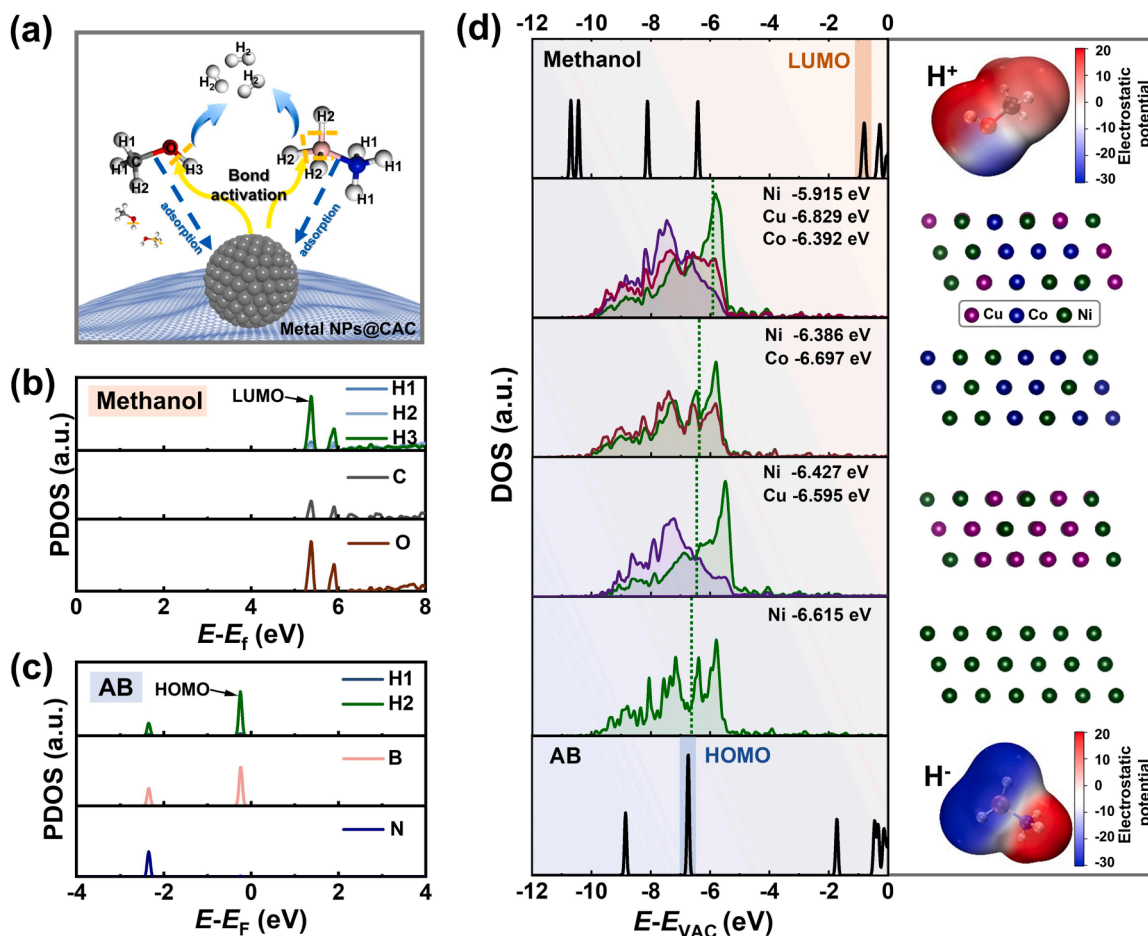 (a)
H₂
H₂
H₂
H2
H1
O
H2
H1
C
H1
H3
H2
H1
H2
H1
Bond
activation
adsorption
adsorption
Metal NPs@CAC
(b)
Methanol
LUMO
H1
H2
H3
C
O
PDOS (a.u.)
0 2 4 6 8
E-Ef (eV)
(c)
AB
HOMO
H1
H2
B
N
PDOS (a.u.)
-4 -2 0 2 4
E-EF (eV)
(d)
-12 -10 -8 -6 -4 -2 0
Methanol
LUMO
Ni -5.915 eV
Cu -6.829 eV
Co -6.392 eV
Ni -6.386 eV
Co -6.697 eV
Ni -6.427 eV
Cu -6.595 eV
Ni -6.615 eV
AB
HOMO
DOS (a.u.)
-12 -10 -8 -6 -4 -2 0
E-EVAC (eV)
H⁺
20
10
0
-10
-20
-30
Electrostatic
potential
Cu Co Ni
H⁻
20
10
0
-10
-20
-30
Electrostatic
potential